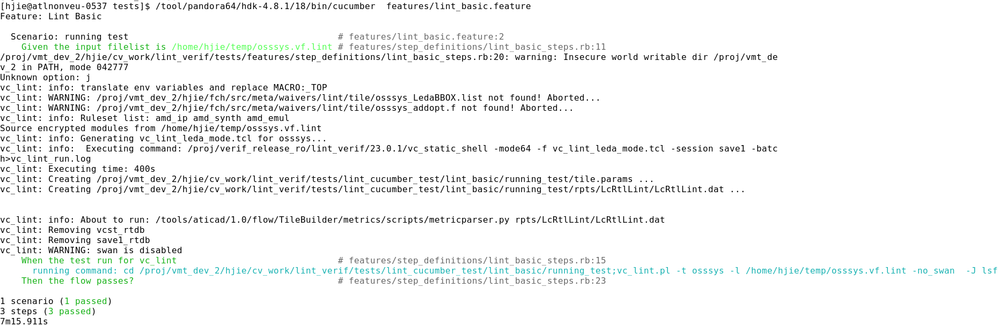 [hjie@atlnonveu-0537 tests]$ /tool/pandora64/hdk-4.8.1/18/bin/cucumber  features/lint_basic.feature
Feature: Lint Basic
  Scenario: running test                                       # features/lint_basic.feature:2
    Given the input filelist is /home/hjie/temp/osssys.vf.lint # features/step_definitions/lint_basic_steps.rb:11
/proj/vmt_dev_2/hjie/cv_work/lint_verif/tests/features/step_definitions/lint_basic_steps.rb:20: warning: Insecure world writable dir /proj/vmt_de
v_2 in PATH, mode 042777
Unknown option: j
vc_lint: info: translate env variables and replace MACRO:_TOP
vc_lint: WARNING: /proj/vmt_dev_2/hjie/fch/src/meta/waivers/lint/tile/osssys_LedaBBOX.list not found! Aborted...
vc_lint: WARNING: /proj/vmt_dev_2/hjie/fch/src/meta/waivers/lint/tile/osssys_addopt.f not found! Aborted...
vc_lint: info: Ruleset list: amd_ip amd_synth amd_emul
Source encrypted modules from /home/hjie/temp/osssys.vf.lint
vc_lint: info: Generating vc_lint_leda_mode.tcl for osssys...
vc_lint: info:  Executing command: /proj/verif_release_ro/lint_verif/23.0.1/vc_static_shell -mode64 -f vc_lint_leda_mode.tcl -session save1 -batc
h>vc_lint_run.log
vc_lint: Executing time: 400s
vc_lint: Creating /proj/vmt_dev_2/hjie/cv_work/lint_verif/tests/lint_cucumber_test/lint_basic/running_test/tile.params ...
vc_lint: Creating /proj/vmt_dev_2/hjie/cv_work/lint_verif/tests/lint_cucumber_test/lint_basic/running_test/rpts/LcRtlLint/LcRtlLint.dat ...
vc_lint: info: About to run: /tools/aticad/1.0/flow/TileBuilder/metrics/scripts/metricparser.py rpts/LcRtlLint/LcRtlLint.dat
vc_lint: Removing vcst_rtdb
vc_lint: Removing save1_rtdb
vc_lint: WARNING: swan is disabled
    When the test run for vc_lint                              # features/step_definitions/lint_basic_steps.rb:15
      running command: cd /proj/vmt_dev_2/hjie/cv_work/lint_verif/tests/lint_cucumber_test/lint_basic/running_test;vc_lint.pl -t osssys -l /home/hjie/temp/osssys.vf.lint -no_swan  -J lsf
    Then the flow passes?                                      # features/step_definitions/lint_basic_steps.rb:23
1 scenario (1 passed)
3 steps (3 passed)
7m15.911s